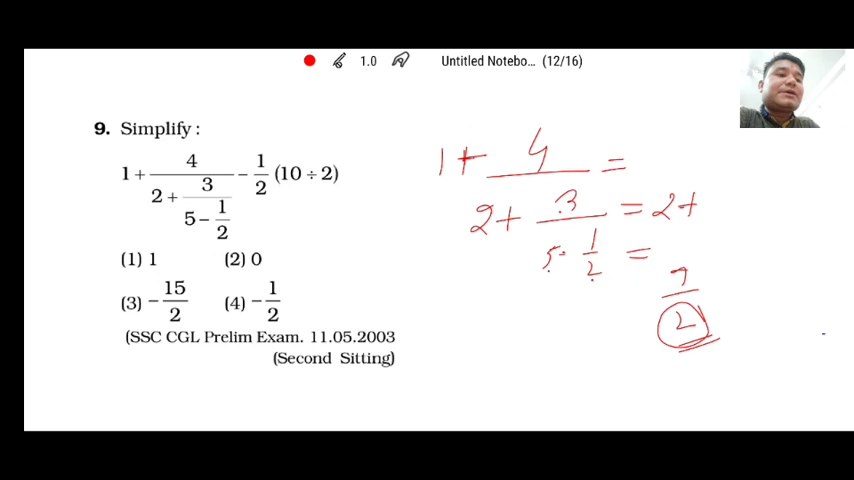 1.0 Untitled Notebo... (12/16)
9. Simplify :
1 + 4 / (2 + 3 / (5 - 1/2)) - 1/2 (10 ÷ 2)
(1) 1 (2) 0
(3) -15/2 (4) -1/2
(SSC CGL Prelim Exam. 11.05.2003
(Second Sitting)
1 + 4 =
2 + 3 = 2 +
5 - 1/2 =
9/2